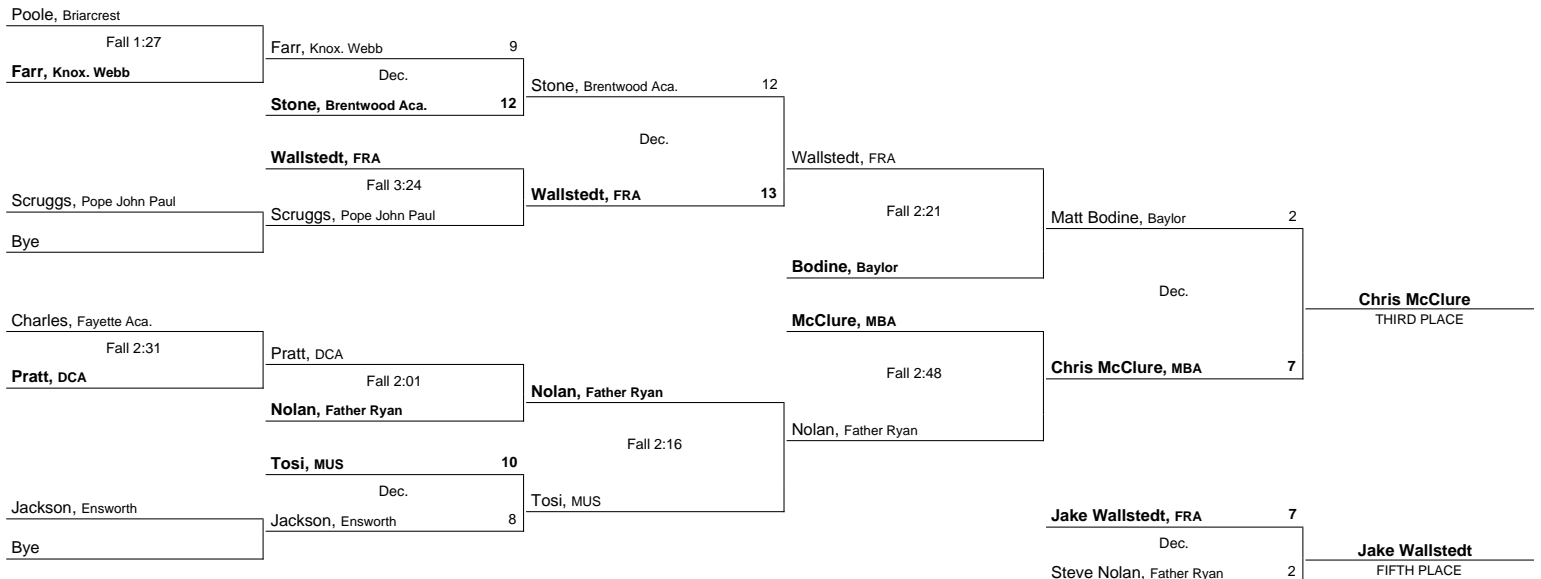 Poole, Briarcrest
Fall 1:27
Farr, Knox. Webb
Farr, Knox. Webb 9
Dec.
Stone, Brentwood Aca. 12
Stone, Brentwood Aca. 12
Dec.
Wallstedt, FRA
Fall 3:24
Scruggs, Pope John Paul
Scruggs, Pope John Paul
Bye
Wallstedt, FRA 13
Wallstedt, FRA
Fall 2:21
Bodine, Baylor
Matt Bodine, Baylor 2
Dec.
Chris McClure
THIRD PLACE
Charles, Fayette Aca.
Fall 2:31
Pratt, DCA
Pratt, DCA
Fall 2:01
Nolan, Father Ryan
Nolan, Father Ryan
Fall 2:16
McClure, MBA
Fall 2:48
Nolan, Father Ryan
Chris McClure, MBA 7
Tosi, MUS 10
Dec.
Jackson, Ensworth 8
Jackson, Ensworth
Bye
Tosi, MUS
Jake Wallstedt, FRA 7
Dec.
Steve Nolan, Father Ryan 2
Jake Wallstedt
FIFTH PLACE